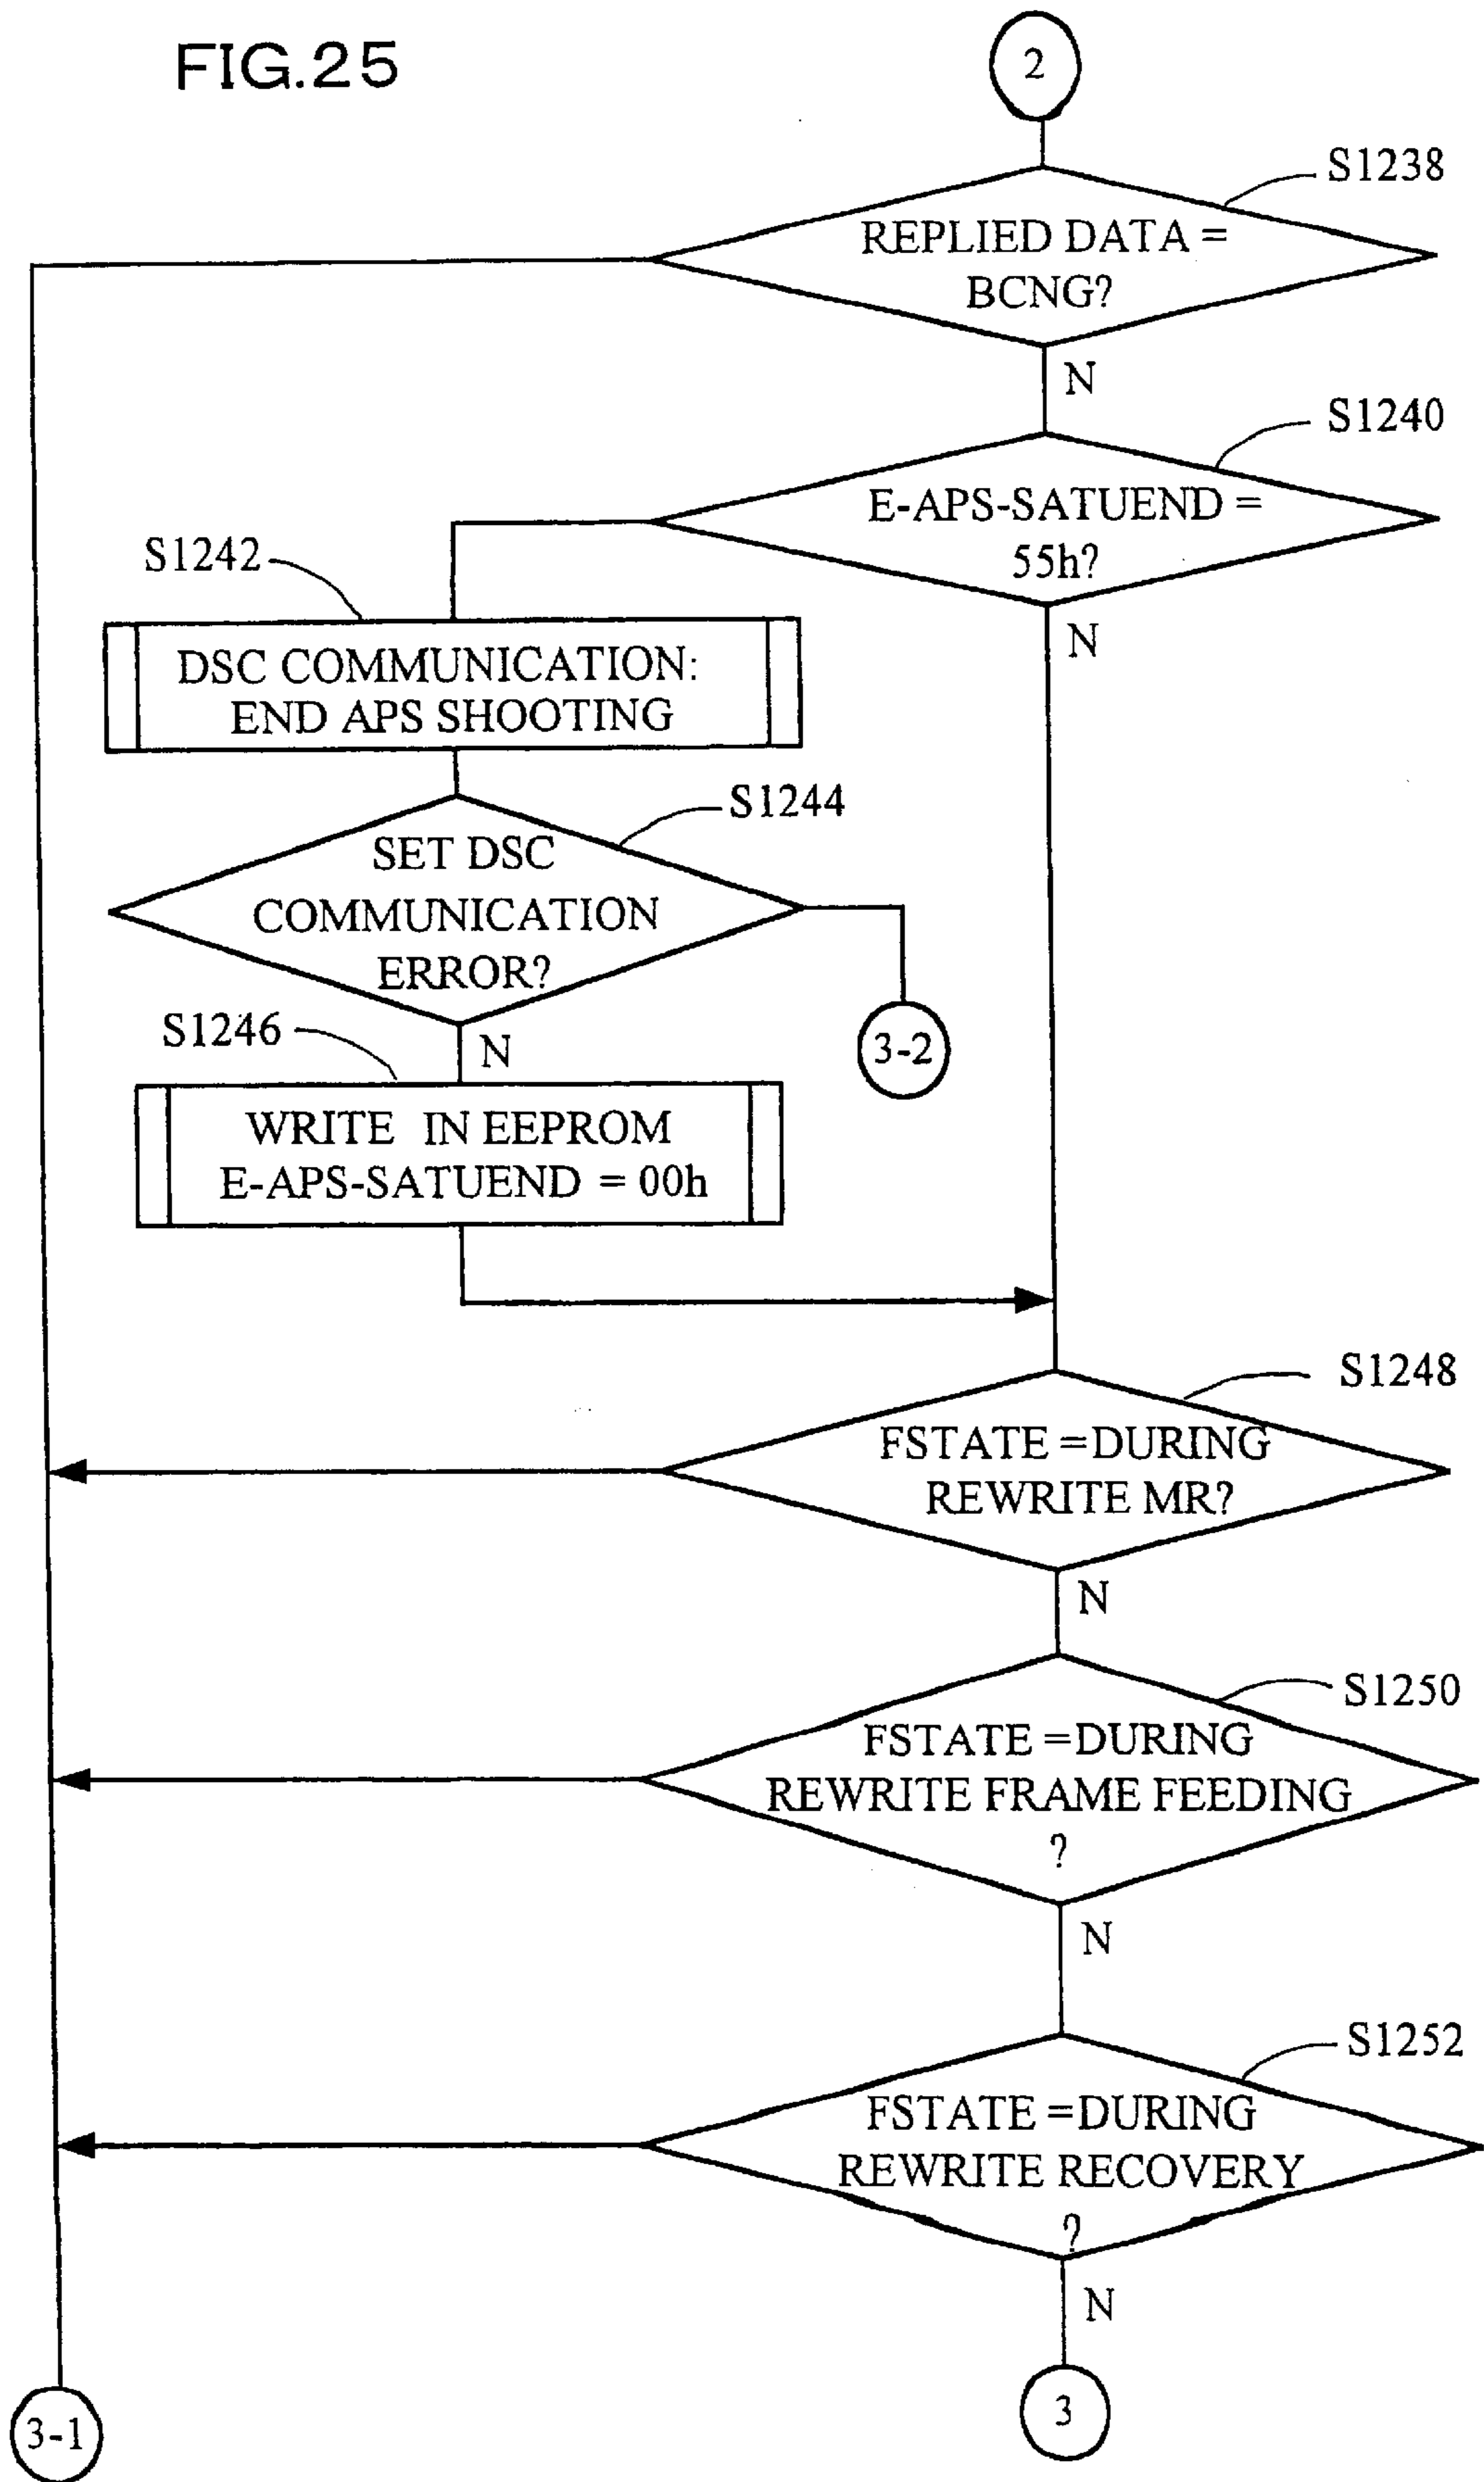 FIG.25
2
S1238
REPLIED DATA =
BCNG?
N
S1240
E-APS-SATUEND =
55h?
N
S1242
DSC COMMUNICATION:
END APS SHOOTING
S1244
SET DSC
COMMUNICATION
ERROR?
3-2
S1246
N
WRITE IN EEPROM
E-APS-SATUEND = 00h
S1248
FSTATE =DURING
REWRITE MR?
N
S1250
FSTATE =DURING
REWRITE FRAME FEEDING
?
N
S1252
FSTATE =DURING
REWRITE RECOVERY
?
N
3-1
3